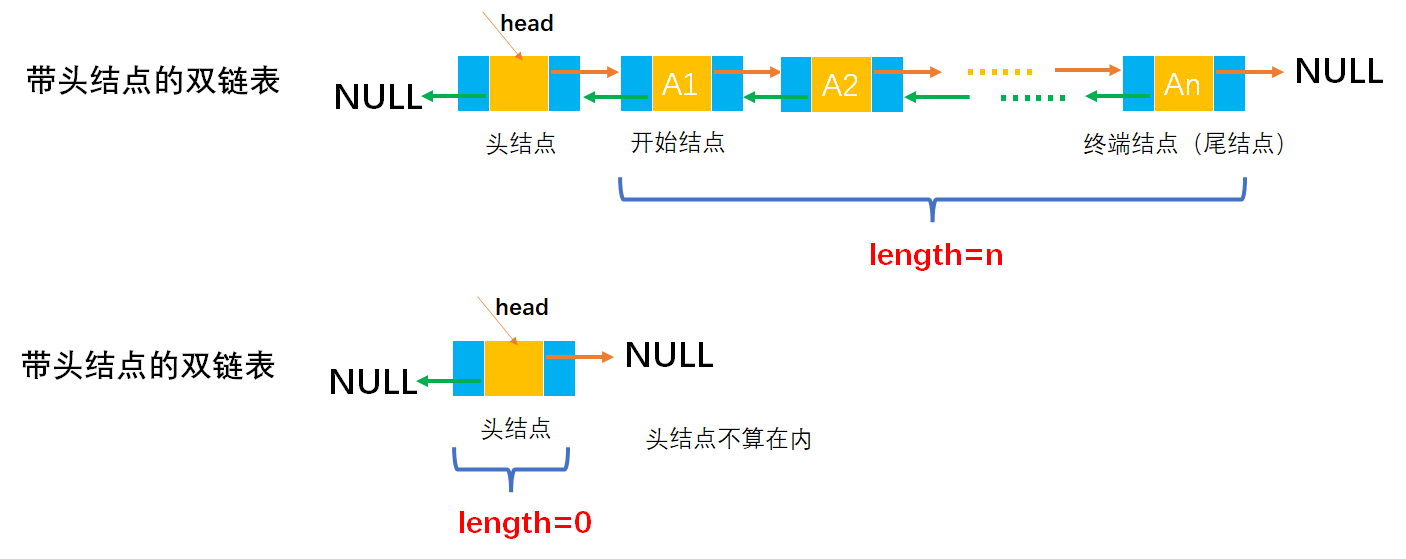 head
带头结点的双链表
NULL
A1
A2
An
NULL
头结点
开始结点
终端结点（尾结点）
length=n
head
带头结点的双链表
NULL
NULL
头结点
头结点不算在内
length=0